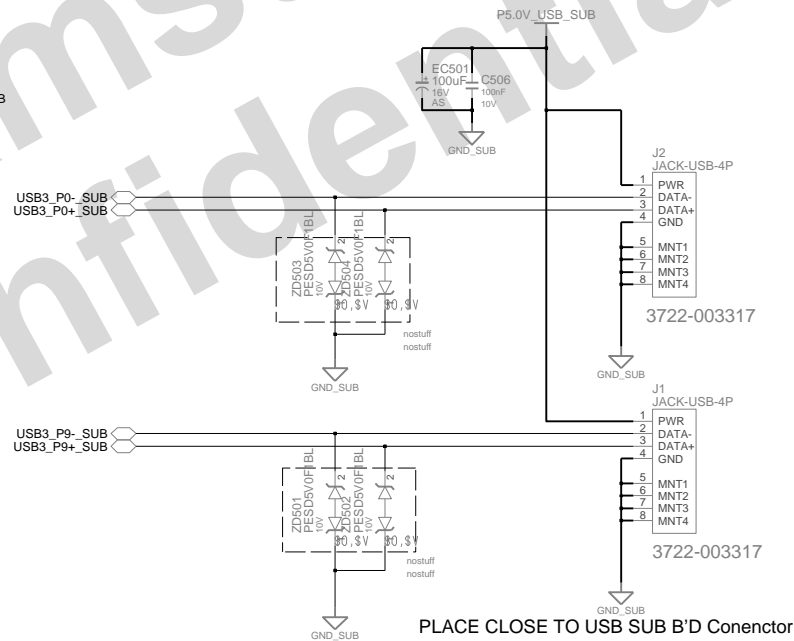 P5.0V_USB_SUB
B
EC501
100uF
16V
AS
C506
100nF
10V
GND_SUB
J2
JACK-USB-4P
1 PWR
2 DATA-
3 DATA+
4 GND
5 MNT1
6 MNT2
7 MNT3
8 MNT4
3722-003317
GND_SUB
USB3_P0-_SUB
USB3_P0+_SUB
ZD503
PESD5V0F1BL
10V
2
ZD504
PESD5V0F1BL
10V
2
nostuff
nostuff
GND_SUB
J1
JACK-USB-4P
1 PWR
2 DATA-
3 DATA+
4 GND
5 MNT1
6 MNT2
7 MNT3
8 MNT4
3722-003317
GND_SUB
USB3_P9-_SUB
USB3_P9+_SUB
ZD501
PESD5V0F1BL
10V
2
ZD502
PESD5V0F1BL
10V
2
nostuff
nostuff
GND_SUB
PLACE CLOSE TO USB SUB B'D Conenctor